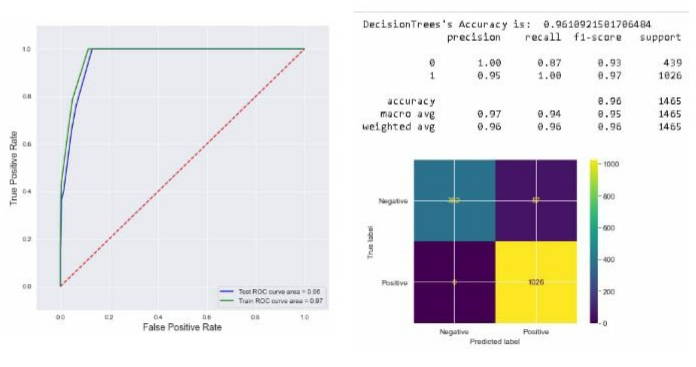 1.0
0.8
0.6
0.4
0.2
0.0
True Positive Rate
Test ROC curve area = 0.96
Train ROC curve area = 0.97
0.0 0.2 0.4 0.6 0.8 1.0
False Positive Rate
DecisionTrees's Accuracy is: 0.9610921501706484
precision recall f1-score support
0 1.00 0.87 0.93 439
1 0.95 1.00 0.97 1026
accuracy 0.96 1465
macro avg 0.97 0.94 0.95 1465
weighted avg 0.96 0.96 0.96 1465
True label
Negative
Positive 0 1026
Negative Positive
Predicted label
1000
800
600
400
200
0